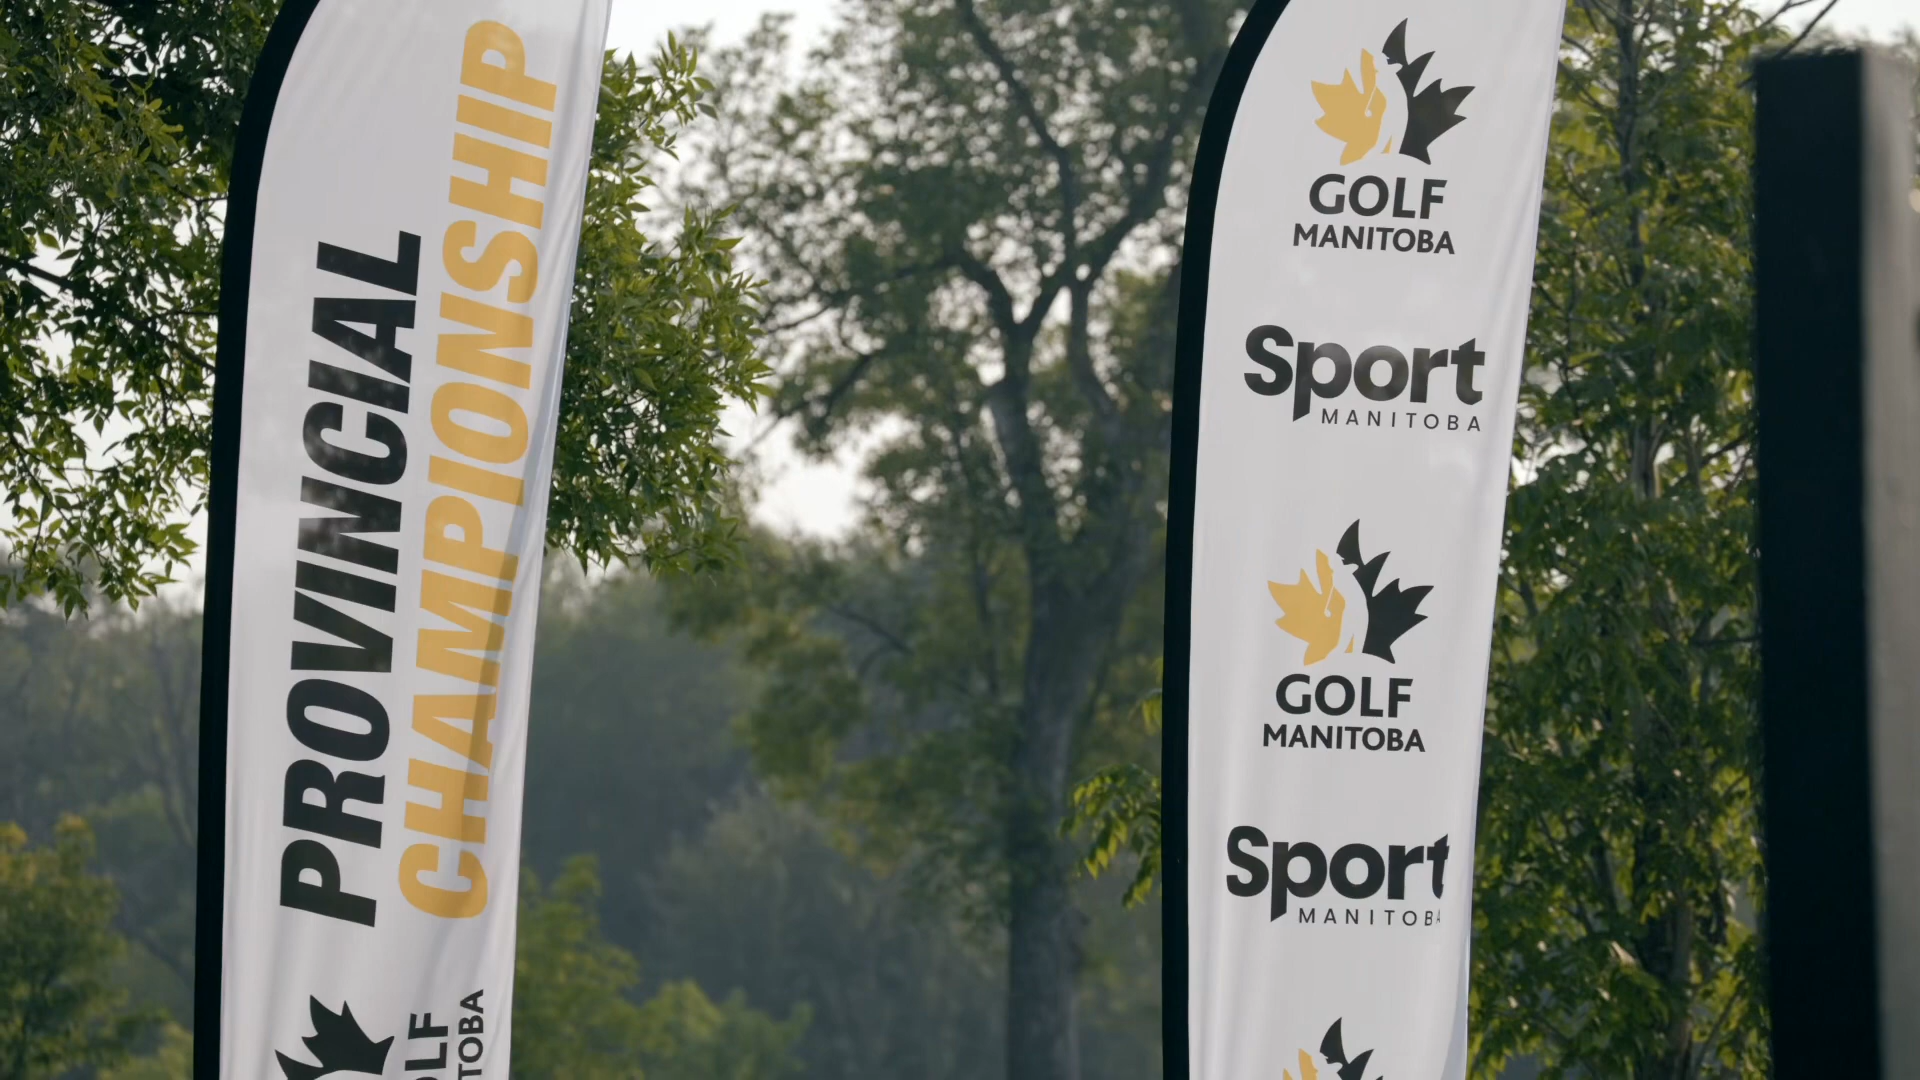 PROVINCIAL
CHAMPIONSHIP
GOLF
MANITOBA
Sport
MANITOBA
GOLF
MANITOBA
Sport
MANITOBA